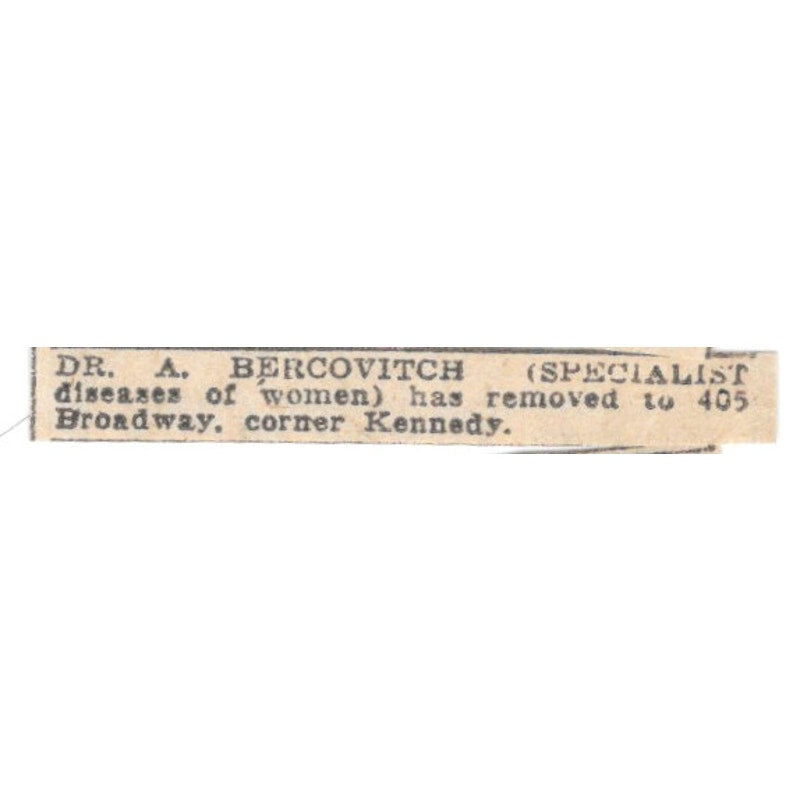 DR. A. BERCOVITCH (SPECIALIST
diseases of women) has removed to 405
Broadway, corner Kennedy.